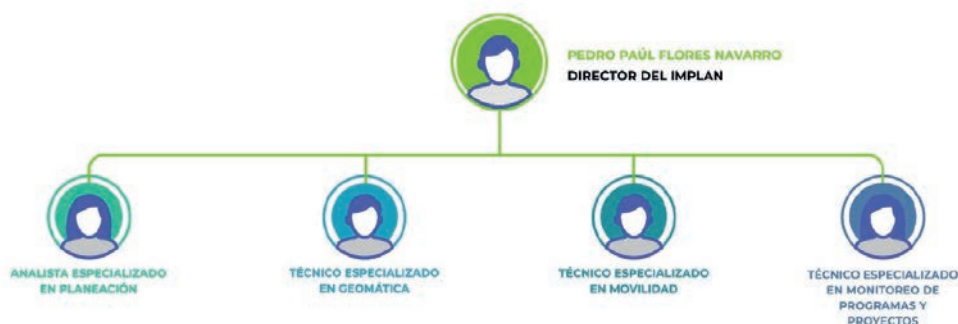 PEDRO PAÚL FLORES NAVARRO
DIRECTOR DEL IMPLAN
ANALISTA ESPECIALIZADO
EN PLANEACIÓN
TÉCNICO ESPECIALIZADO
EN GEOMÁTICA
TÉCNICO ESPECIALIZADO
EN MOVILIDAD
TÉCNICO ESPECIALIZADO
EN MONITOREO DE
PROGRAMAS Y
PROYECTOS